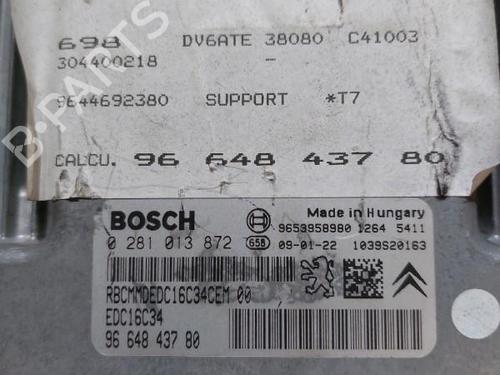 698 DV6ATE 38080 C41003
304400218 -
9644692380 SUPPORT *T7
CALCU. 96 648 437 80
B-PARTS
BOSCH Made in Hungary
9653958980 1264 5411
0 281 013 872 65B 09-01-22 1039S20163
RBCMMDEDC16C34CEM 00
EDC16C34
96 648 437 80